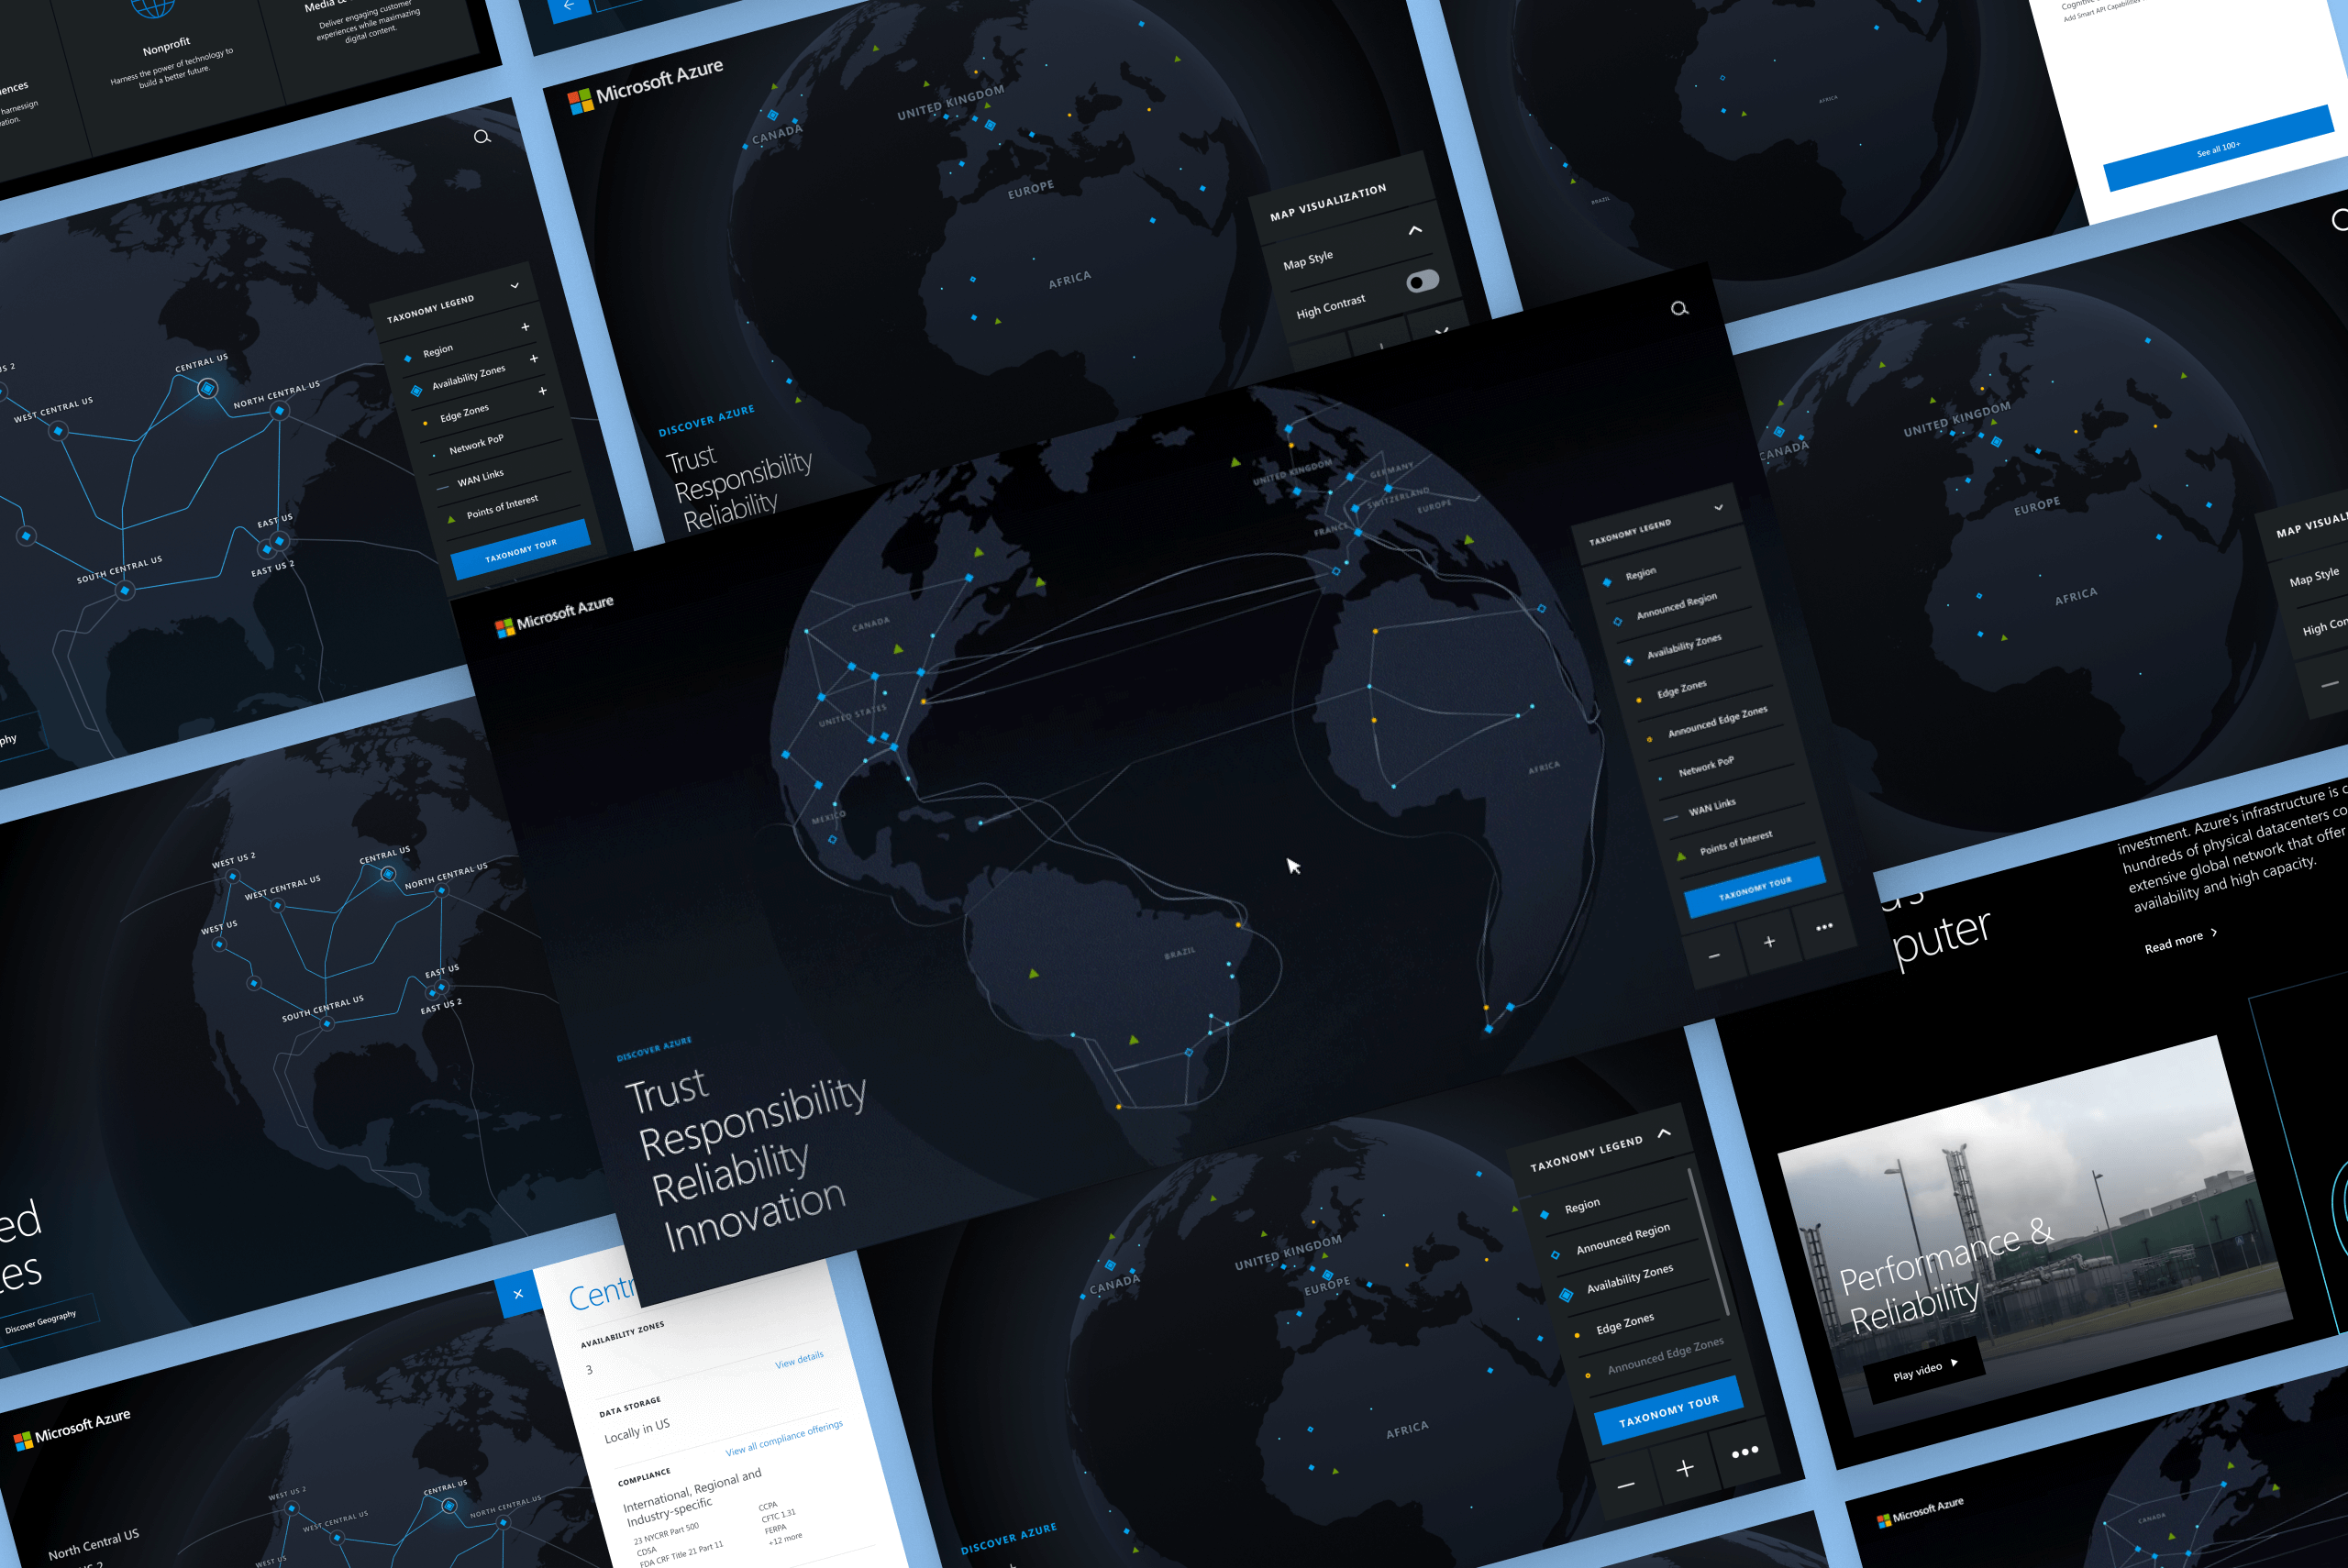 Nonprofit
Harness the power of technology to
build a better future.
Media &
Deliver engaging customer
experiences while maximazing
digital content.
iences
harnessign
vation.
WEST CENTRAL US
CENTRAL US
NORTH CENTRAL US
SOUTH CENTRAL US
EAST US
EAST US 2
TAXONOMY LEGEND
Region
Availability Zones
Edge Zones
Network PoP
WAN Links
Points of Interest
TAXONOMY TOUR
Microsoft Azure
CANADA
UNITED KINGDOM
EUROPE
AFRICA
MAP VISUALIZATION
Map Style
High Contrast
DISCOVER AZURE
Trust
Responsibility
Reliability
AFRICA
BRAZIL
Cognitive
Add Smart API Capabilities
See all 100+
CANADA
UNITED KINGDOM
EUROPE
AFRICA
MAP VISUAL
Map Style
High Con
Microsoft Azure
CANADA
UNITED STATES
MEXICO
BRAZIL
UNITED KINGDOM
GERMANY
SWITZERLAND
FRANCE
EUROPE
AFRICA
TAXONOMY LEGEND
Region
Announced Region
Availability Zones
Edge Zones
Announced Edge Zones
Network PoP
WAN Links
Points of Interest
TAXONOMY TOUR
DISCOVER AZURE
Trust
Responsibility
Reliability
Innovation
phy
WEST US 2
WEST CENTRAL US
CENTRAL US
NORTH CENTRAL US
WEST US
SOUTH CENTRAL US
EAST US
EAST US 2
ed
es
Discover Geography
puter
investment. Azure's infrastructure is c
hundreds of physical datacenters co
extensive global network that offer
availability and high capacity.
Read more
Performance &
Reliability
Play video
Microsoft Azure
North Central US
WEST US 2
WEST CENTRAL US
CENTRAL US
NORTH CENTRAL US
WEST US
Centr
AVAILABILITY ZONES
3
View details
DATA STORAGE
Locally in US
View all compliance offerings
COMPLIANCE
International, Regional and
Industry-specific
23 NYCRR Part 500
CDSA
FDA CRF Title 21 Part 11
CCPA
CFTC 1.31
FERPA
+12 more
CANADA
UNITED KINGDOM
EUROPE
AFRICA
TAXONOMY LEGEND
Region
Announced Region
Availability Zones
Edge Zones
Announced Edge Zones
TAXONOMY TOUR
DISCOVER AZURE
Microsoft Azure
CANADA